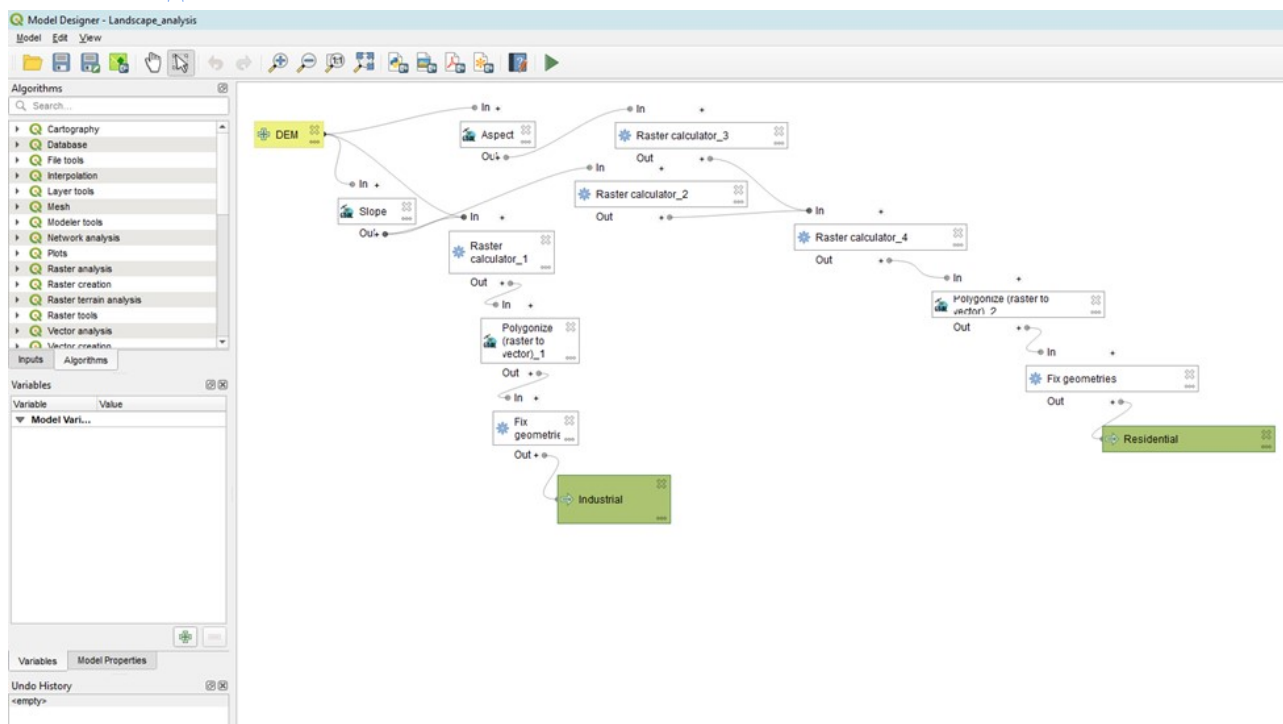 Model Designer - Landscape_analysis
Model Edit View
Algorithms
Search...
Cartography
Database
File tools
Interpolation
Layer tools
Mesh
Modeler tools
Network analysis
Plots
Raster analysis
Raster creation
Raster terrain analysis
Raster tools
Vector analysis
Vector creation
Inputs Algorithms
Variables
Variable Value
Model Vari...
Variables Model Properties
Undo History
<empty>
DEM
In +
Aspect
Out +
In +
Raster calculator_3
Out +
In +
Slope
Out +
In +
Raster calculator_2
Out +
In +
Raster
calculator_1
Out +
In +
Polygonize
(raster to
vector)_1
Out +
In +
Fix
geometrie
Out +
Industrial
In +
Raster calculator_4
Out +
In +
Polygonize (raster to
vector)_2
Out +
In +
Fix geometries
Out +
Residential